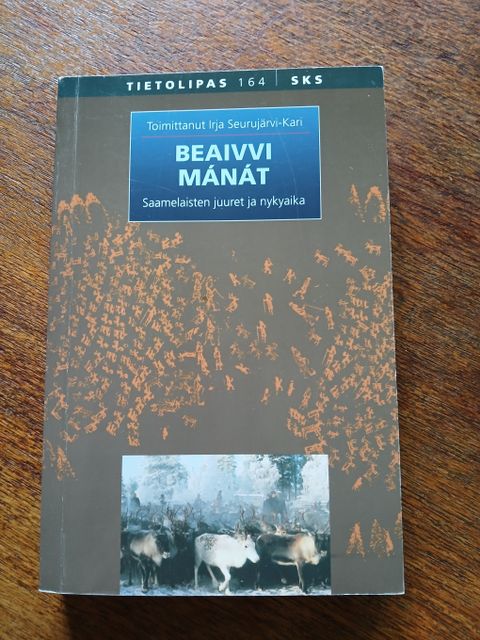 TIETOLIPAS 164 SKS
Toimittanut Irja Seurujärvi-Kari
BEAIVVI
MÁNÁT
Saamelaisten juuret ja nykyaika